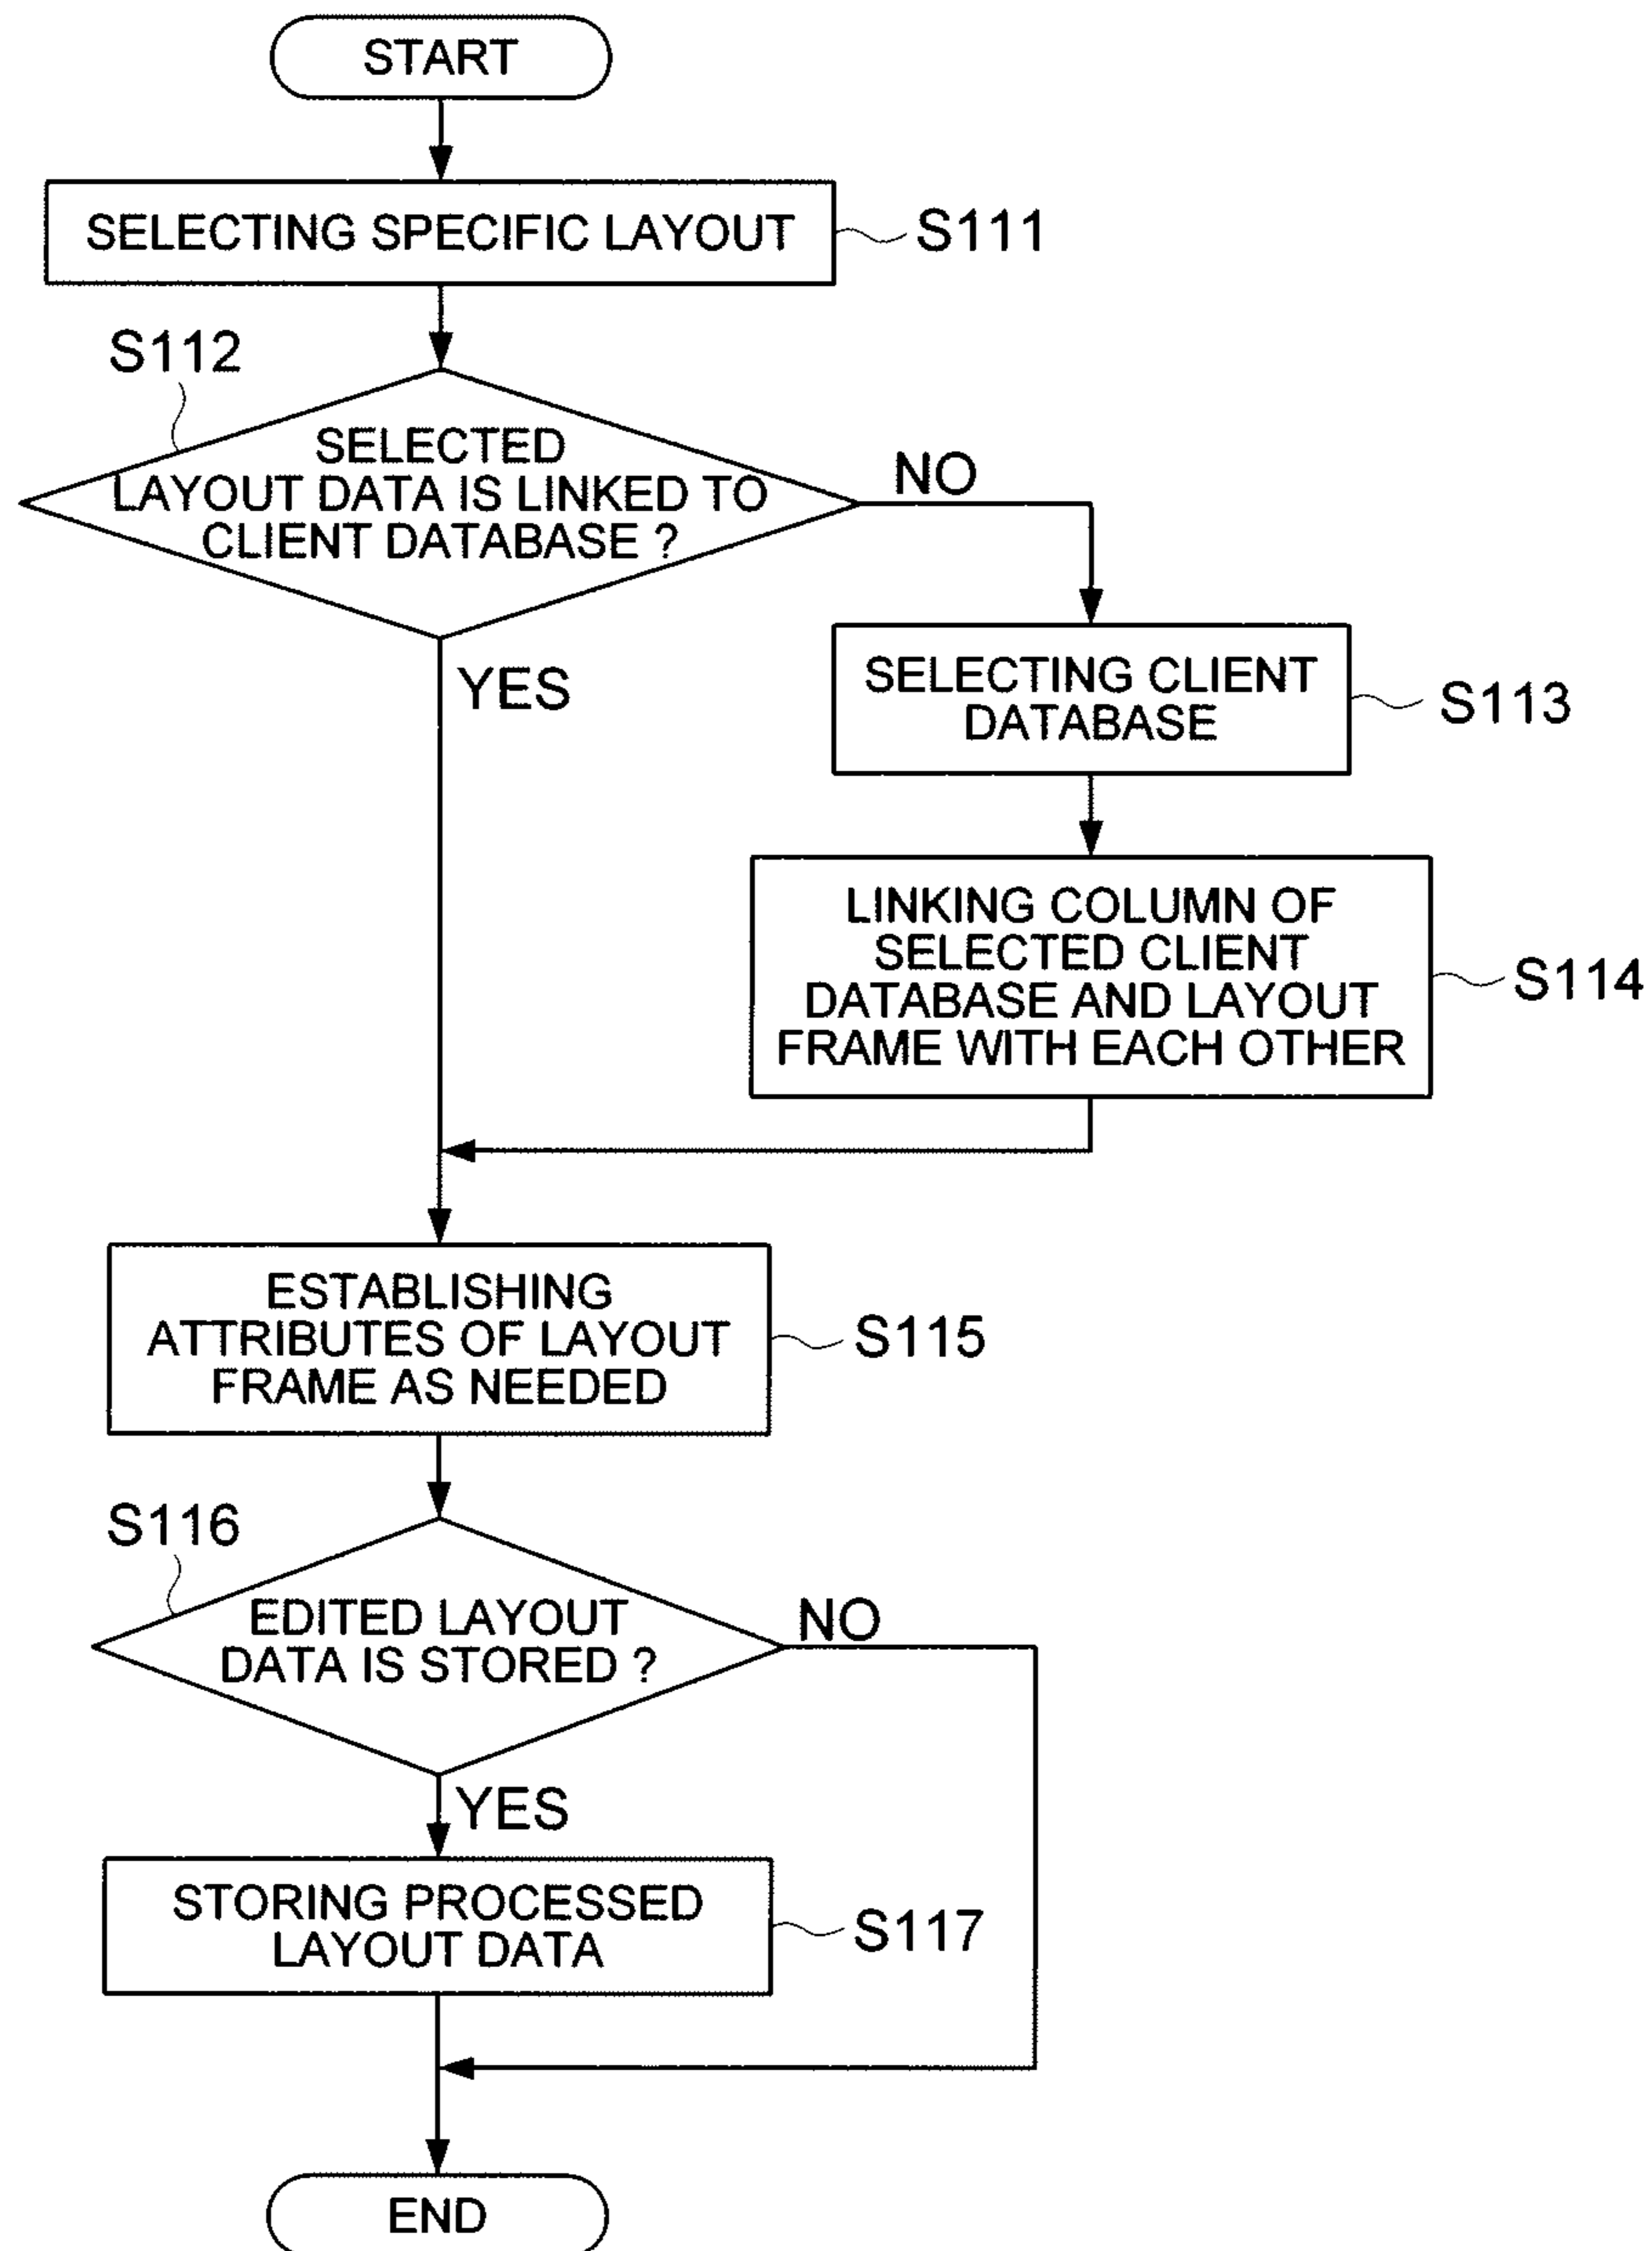 START
SELECTING SPECIFIC LAYOUT
S111
S112
SELECTED
LAYOUT DATA IS LINKED TO
CLIENT DATABASE ?
NO
YES
SELECTING CLIENT
DATABASE
S113
LINKING COLUMN OF
SELECTED CLIENT
DATABASE AND LAYOUT
FRAME WITH EACH OTHER
S114
ESTABLISHING
ATTRIBUTES OF LAYOUT
FRAME AS NEEDED
S115
S116
EDITED LAYOUT
DATA IS STORED ?
NO
YES
STORING PROCESSED
LAYOUT DATA
S117
END